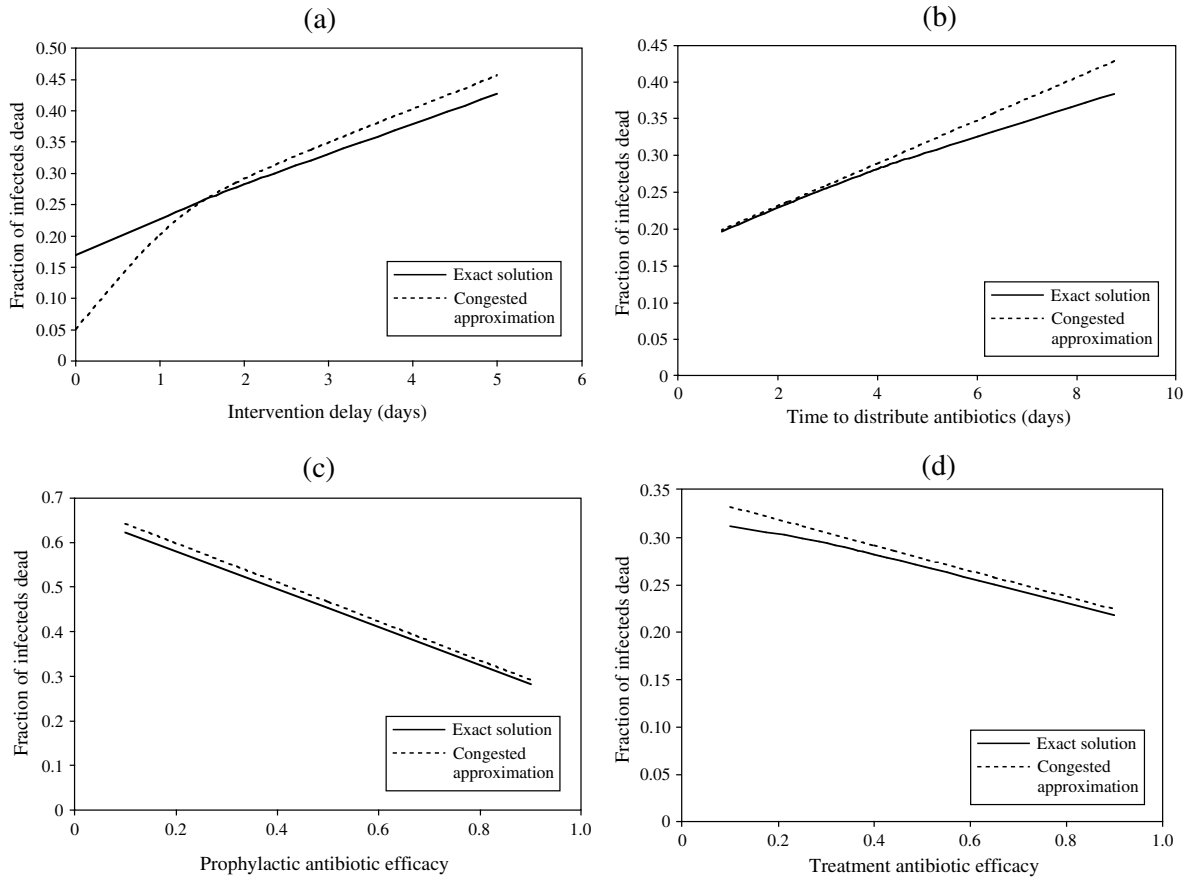 (a)
Fraction of infecteds dead
0.50
0.45
0.40
0.35
0.30
0.25
0.20
0.15
0.10
0.05
0
0 1 2 3 4 5 6
Intervention delay (days)
Exact solution
Congested
approximation
(b)
Fraction of infecteds dead
0.45
0.40
0.35
0.30
0.25
0.20
0.15
0.10
0.05
0
0 2 4 6 8 10
Time to distribute antibiotics (days)
Exact solution
Congested
approximation
(c)
Fraction of infecteds dead
0.7
0.6
0.5
0.4
0.3
0.2
0.1
0
0 0.2 0.4 0.6 0.8 1.0
Prophylactic antibiotic efficacy
Exact solution
Congested
approximation
(d)
Fraction of infecteds dead
0.35
0.30
0.25
0.20
0.15
0.10
0.05
0
0 0.2 0.4 0.6 0.8 1.0
Treatment antibiotic efficacy
Exact solution
Congested
approximation